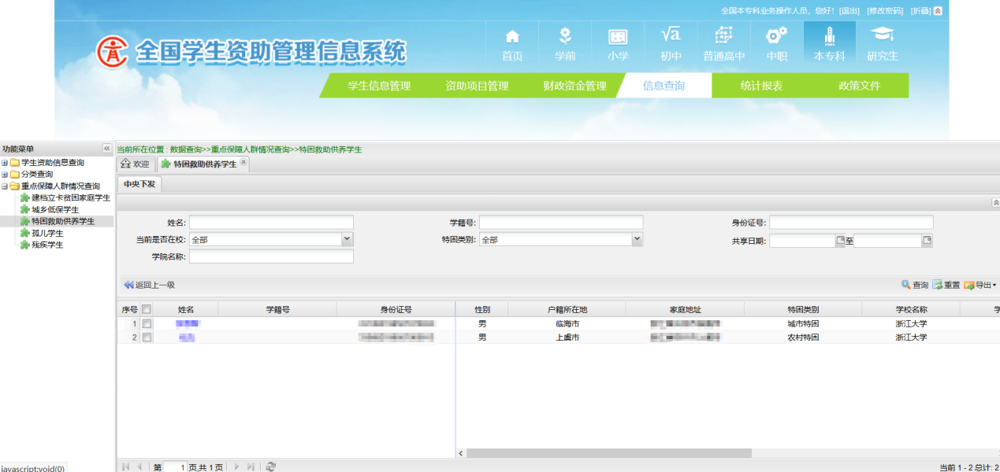 全国本专科业务操作人员，您好! [退出] [修改密码] [折叠]
全国学生资助管理信息系统
首页 学前 小学 初中 普通高中 中职 本专科 研究生
学生信息管理 资助项目管理 财政资金管理 信息查询 统计报表 政策文件
功能菜单
当前所在位置 : 数据查询>>重点保障人群情况查询>>特困救助供养学生
学生资助信息查询
欢迎 特困救助供养学生
分类查询
重点保障人群情况查询
中央下发
建档立卡贫困家庭学生
城乡低保学生
特困救助供养学生
孤儿学生
残疾学生
姓名: 学籍号: 身份证号:
当前是否在校: 全部 特困类别: 全部 共享日期: 至
学院名称:
返回上一级 查询 重置 导出
序号 姓名 学籍号 身份证号 性别 户籍所在地 家庭地址 特困类别 学校名称 学
1 男 临海市 城市特困 浙江大学
2 男 上虞市 农村特困 浙江大学
第 1 页,共 1 页 当前 1 - 2 总计: 2
javascript:void(0)